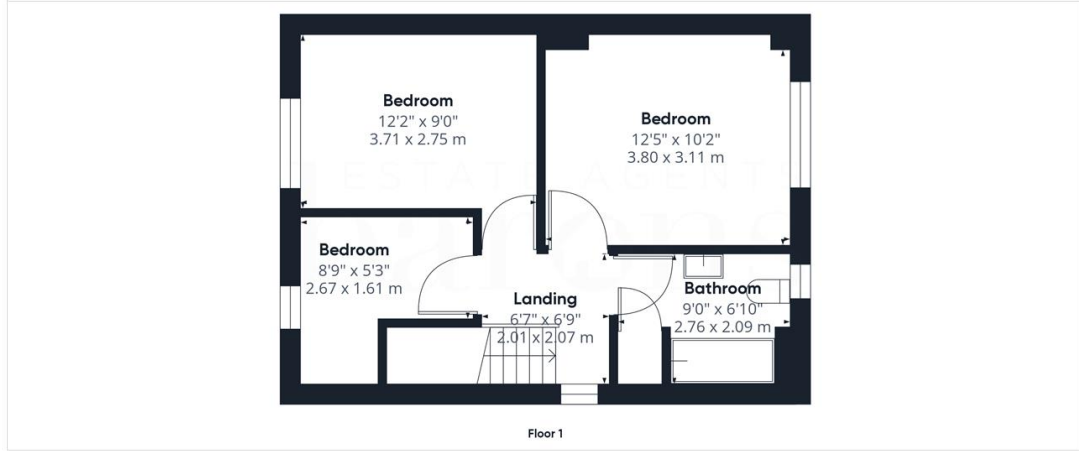 Bedroom
12'2" x 9'0"
3.71 x 2.75 m
Bedroom
12'5" x 10'2"
3.80 x 3.11 m
ESTATE AGENT
Bedroom
8'9" x 5'3"
2.67 x 1.61 m
Landing
6'7" x 6'9"
2.01 x 2.07 m
Bathroom
9'0" x 6'10"
2.76 x 2.09 m
Floor 1